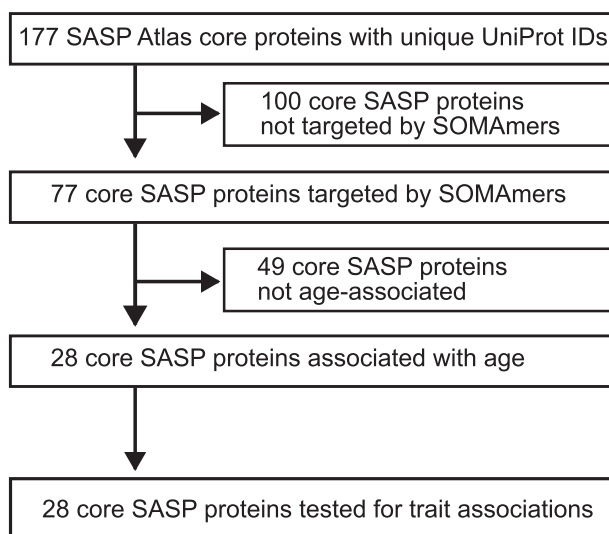 177 SASP Atlas core proteins with unique UniProt IDs
100 core SASP proteins
not targeted by SOMAmers
77 core SASP proteins targeted by SOMAmers
49 core SASP proteins
not age-associated
28 core SASP proteins associated with age
28 core SASP proteins tested for trait associations